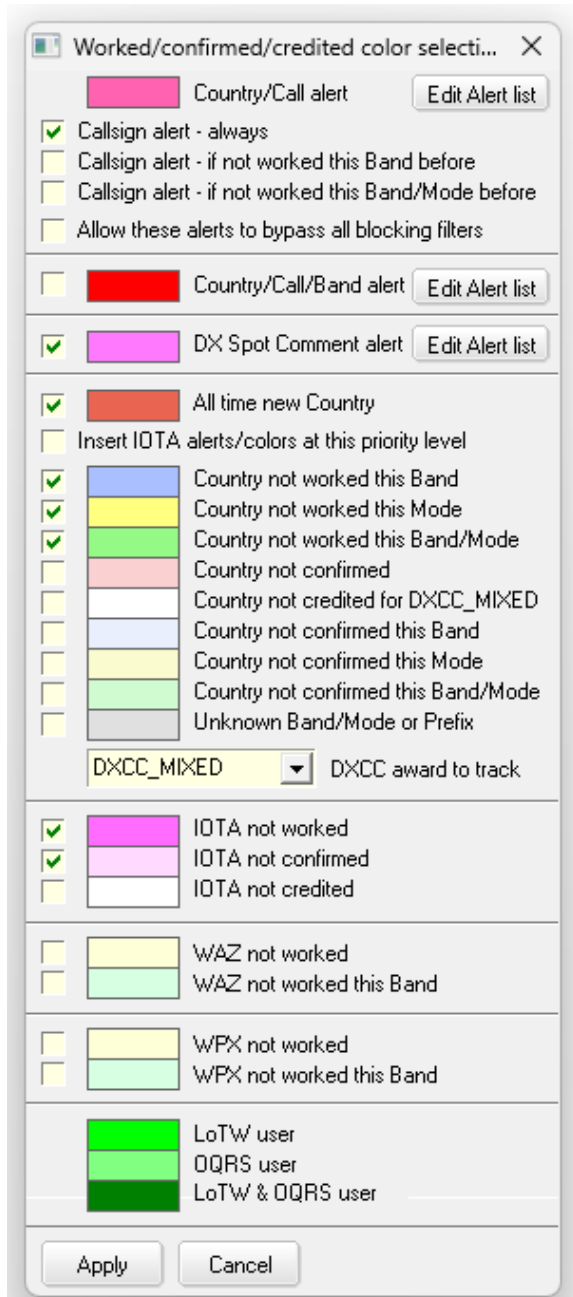 Worked/confirmed/credited color selecti...
Country/Call alert Edit Alert list
Callsign alert - always
Callsign alert - if not worked this Band before
Callsign alert - if not worked this Band/Mode before
Allow these alerts to bypass all blocking filters
Country/Call/Band alert Edit Alert list
DX Spot Comment alert Edit Alert list
All time new Country
Insert IOTA alerts/colors at this priority level
Country not worked this Band
Country not worked this Mode
Country not worked this Band/Mode
Country not confirmed
Country not credited for DXCC_MIXED
Country not confirmed this Band
Country not confirmed this Mode
Country not confirmed this Band/Mode
Unknown Band/Mode or Prefix
DXCC_MIXED DXCC award to track
IOTA not worked
IOTA not confirmed
IOTA not credited
WAZ not worked
WAZ not worked this Band
WPX not worked
WPX not worked this Band
LoTW user
OQRS user
LoTW & OQRS user
Apply Cancel